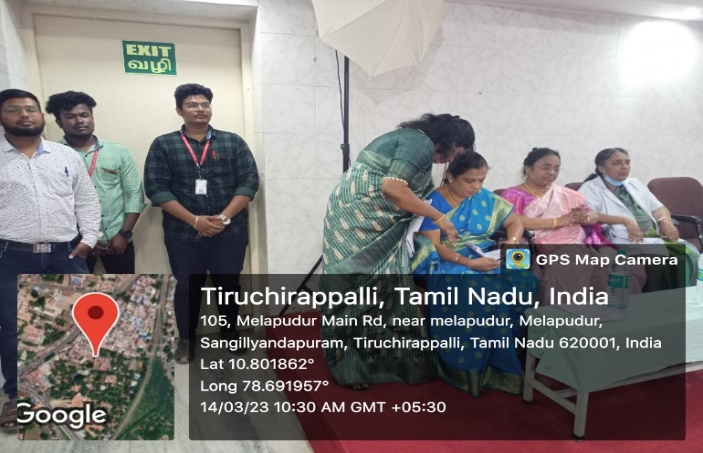 EXIT
வழி
GPS Map Camera
Tiruchirappalli, Tamil Nadu, India
105, Melapudur Main Rd, near melapudur, Melapudur,
Sangillyandapuram, Tiruchirappalli, Tamil Nadu 620001, India
Lat 10.801862°
Long 78.691957°
14/03/23 10:30 AM GMT +05:30
Google